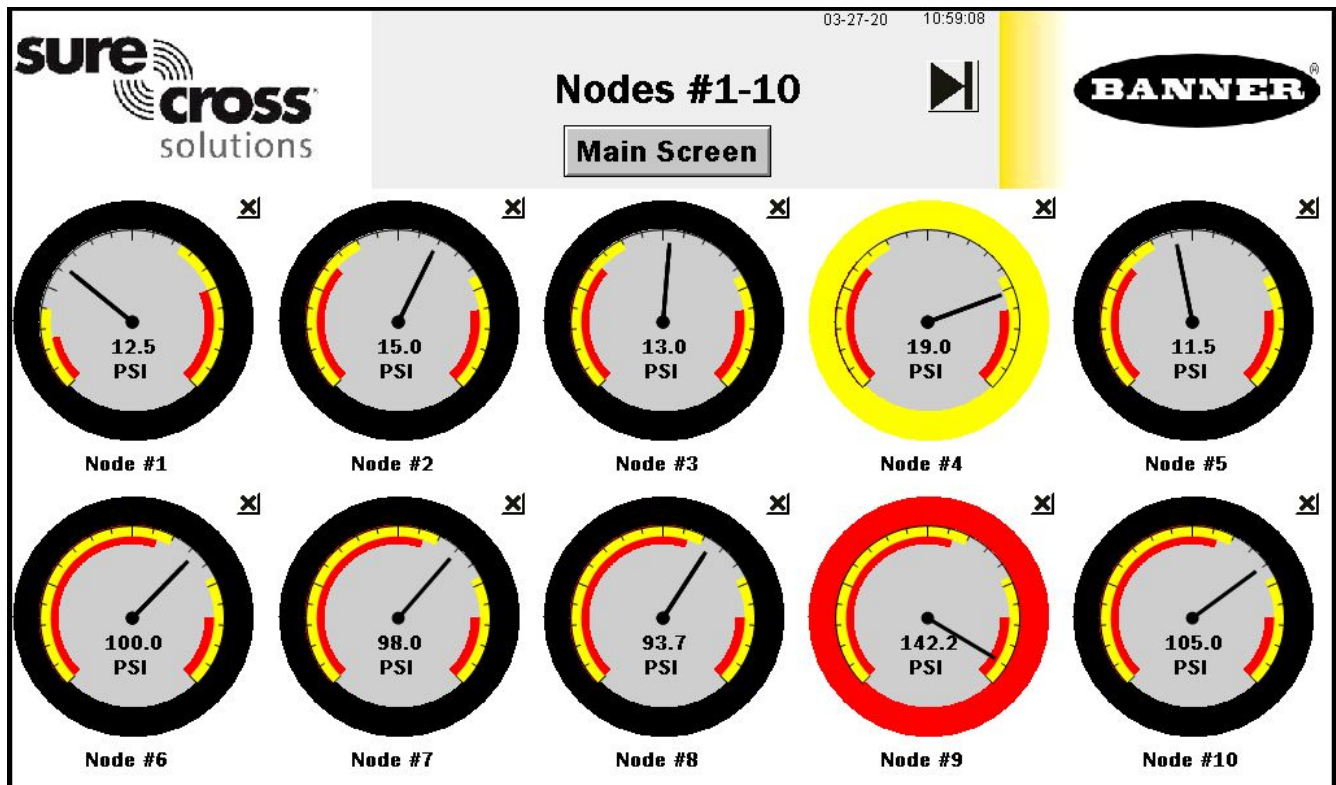 03-27-20 10:59:08
sure
cross
solutions
Nodes #1-10
Main Screen
BANNER®
12.5
PSI
Node #1
15.0
PSI
Node #2
13.0
PSI
Node #3
19.0
PSI
Node #4
11.5
PSI
Node #5
100.0
PSI
Node #6
98.0
PSI
Node #7
93.7
PSI
Node #8
142.2
PSI
Node #9
105.0
PSI
Node #10